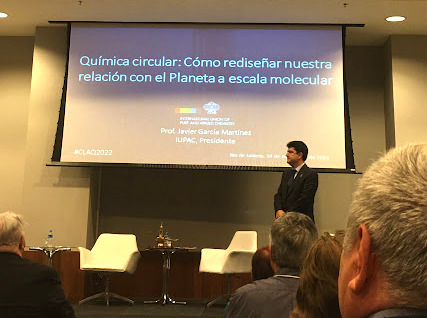 Química circular: Cómo rediseñar nuestra
relación con el Planeta a escala molecular
INTERNATIONAL UNION OF
PURE AND APPLIED CHEMISTRY
Prof. Javier García Martínez
IUPAC, Presidente
#CLAQ2022
Rio de Janeiro,